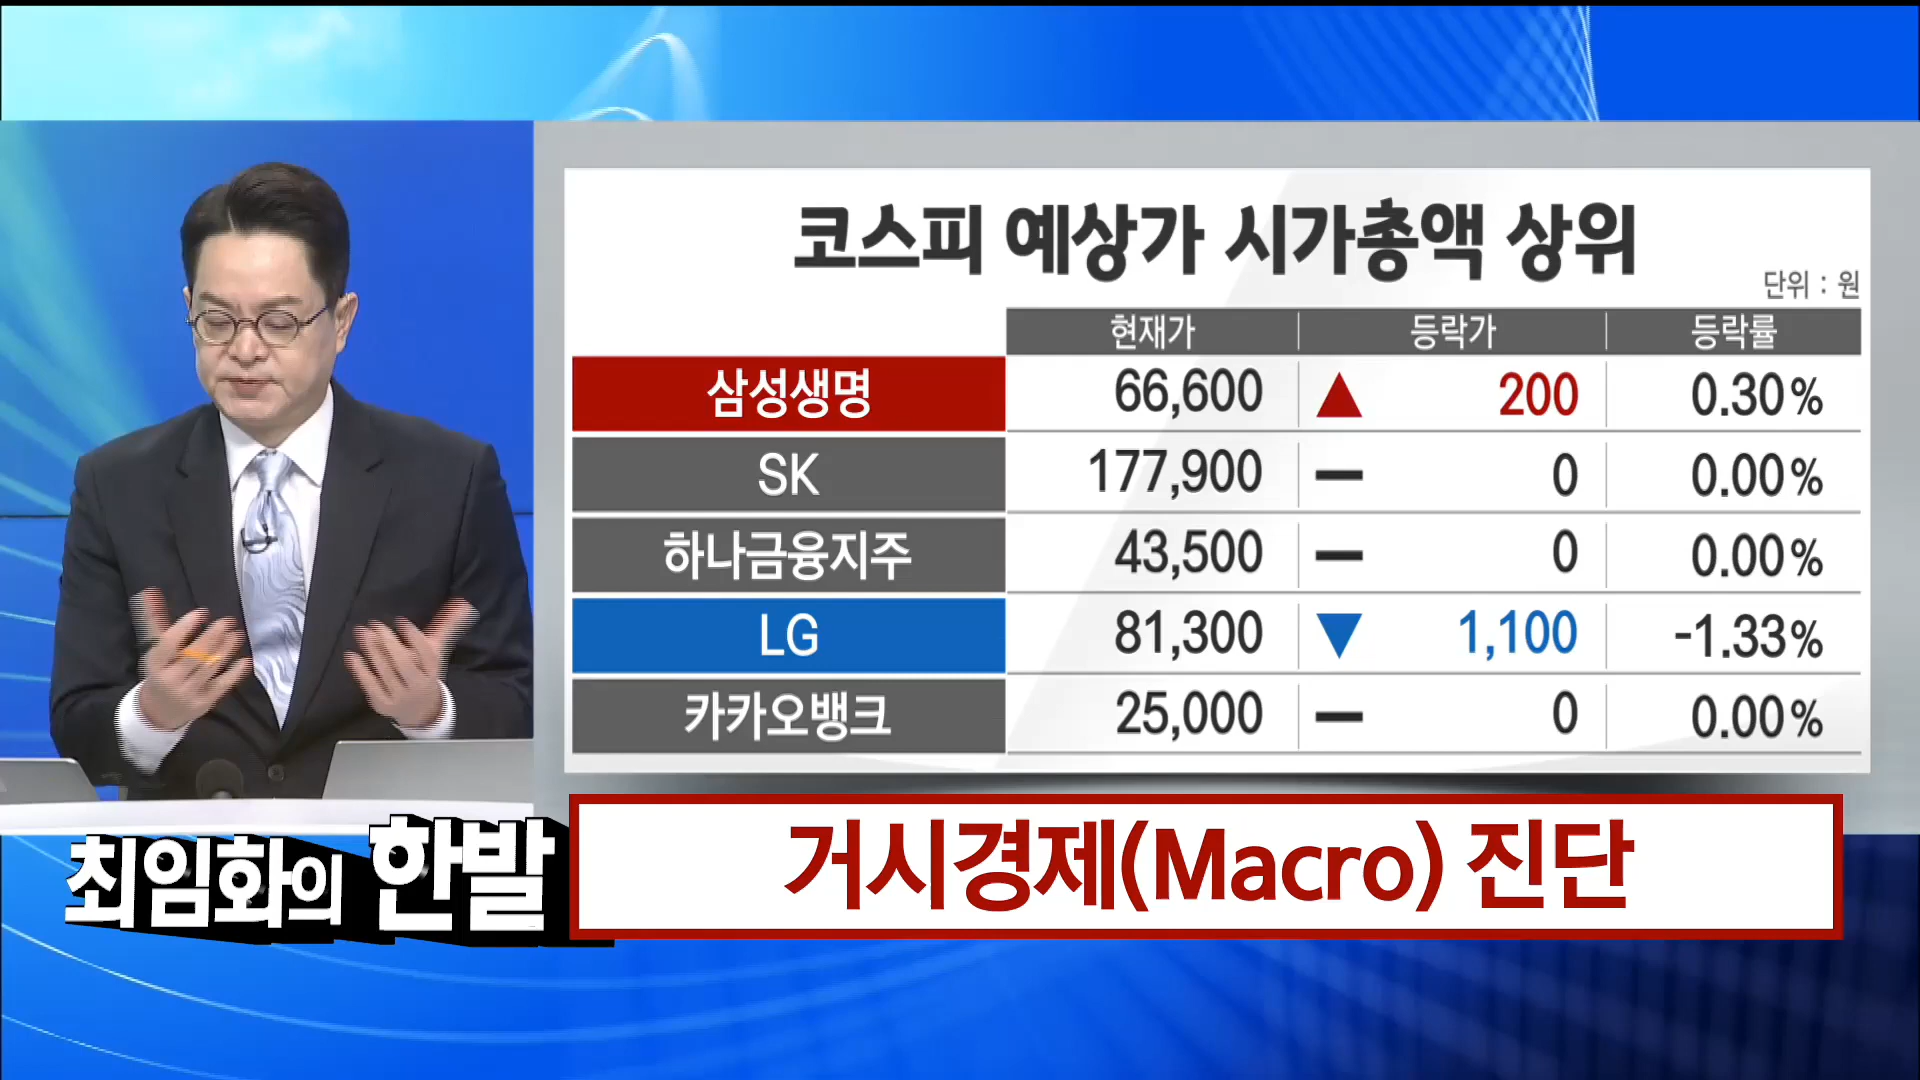 코스피 예상가 시가총액 상위
단위 : 원
현재가 등락가 등락률
삼성생명 66,600 ▲ 200 0.30%
SK 177,900 - 0 0.00%
하나금융지주 43,500 - 0 0.00%
LG 81,300 ▼ 1,100 -1.33%
카카오뱅크 25,000 - 0 0.00%
최임화의 한발
거시경제(Macro) 진단